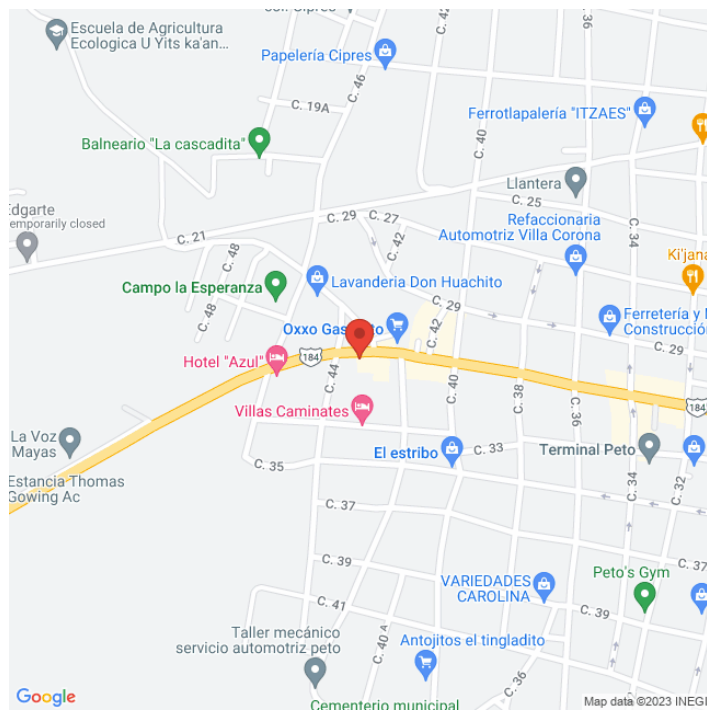 Escuela de Agricultura
Ecologica U Yits ka'an...
C. 42
C. 36
Papelería Cipres
C. 46
C. 19A
Ferrotlapalería "ITZAES"
C. 40
Balneario "La cascadita"
Llantera
C. 25
Edgarte
emporarily closed
C. 29
C. 27
Refaccionaria
Automotriz Villa Corona
C. 34
C. 21
C. 48
C. 42
Ki'jana
Campo la Esperanza
Lavanderia Don Huachito
C. 29
C. 48
Oxxo Gas
C. 42
Ferretería y
Construcción
C. 29
184
Hotel "Azul"
C. 44
C. 40
C. 38
C. 36
184
Villas Caminates
La Voz
Mayas
El estribo
C. 33
Terminal Peto
C. 35
C. 34
C. 32
Estancia Thomas
Gowing Ac
C. 37
C. 39
C. 37
VARIEDADES
CAROLINA
Peto's Gym
C. 41
C. 39
Taller mecánico
servicio automotriz peto
C. 40 A
Antojitos el tingladito
C. 36
Cementerio municipal
Google
Map data ©2023 INEGI